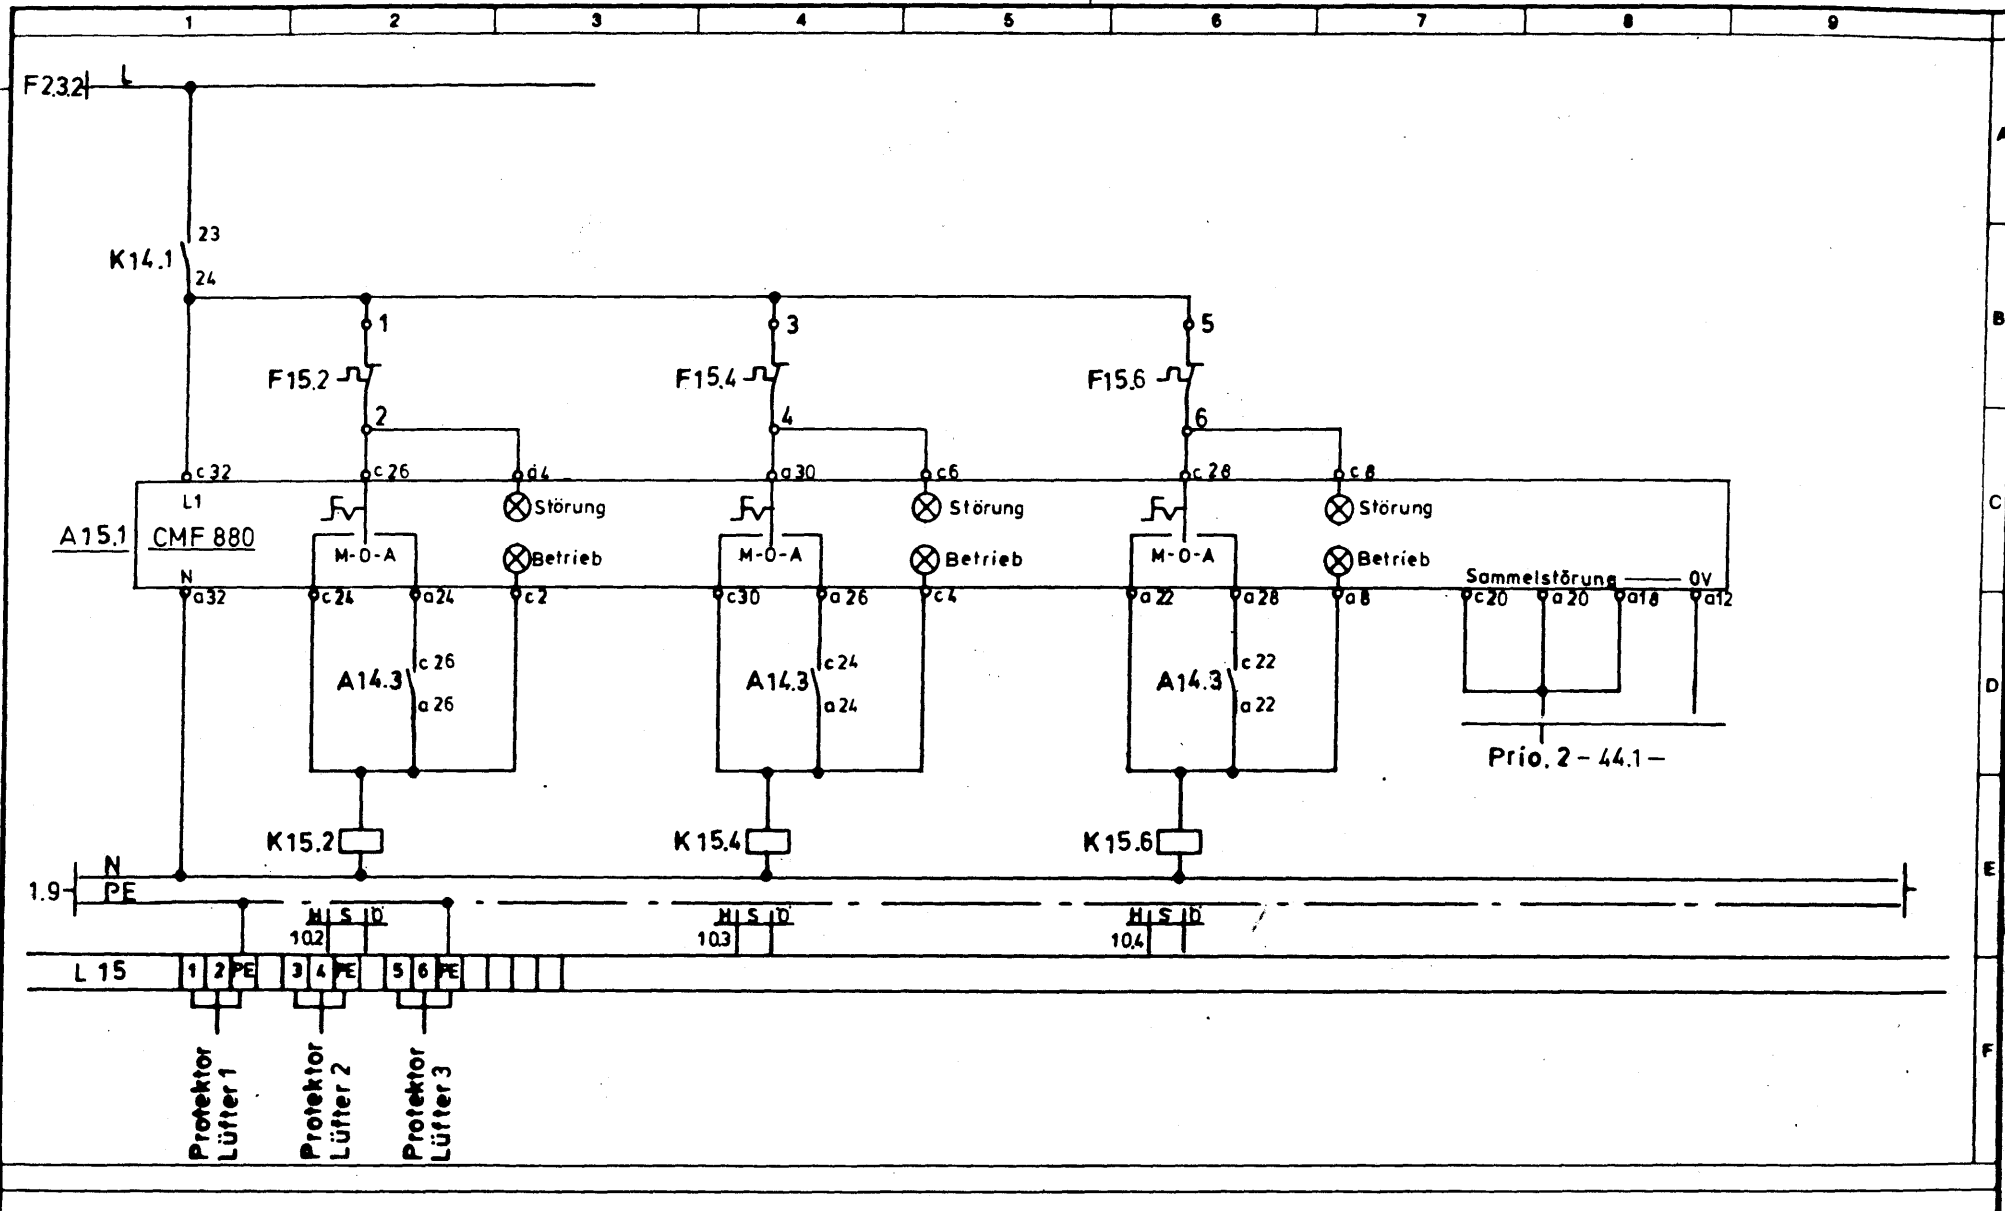 1 2 3 4 5 6 7 8 9
F23.2 L
A
23
K14.1
24
1 3 5
B
F15.2 F15.4 F15.6
2 4 6
c32 c26 a4 a30 c6 c28 c8
L1 Störung Störung Störung
C
A15.1 CMF 880
M-0-A Betrieb M-0-A Betrieb M-0-A Betrieb
N Sammelstörung 0V
a32 c24 a24 c2 c30 a26 c4 a22 a28 a8 c20 a20 a18 a12
c26 c24 c22
A14.3 A14.3 A14.3
D
a26 a24 a22
Prio. 2 - 44.1 -
K15.2 K15.4 K15.6
N
E
1.9 PE
H S Ö H S Ö H S Ö
10.2 10.3 10.4
L 15 1 2 PE 3 4 PE 5 6 PE
F
Protektor
Lüfter 1
Protektor
Lüfter 2
Protektor
Lüfter 3